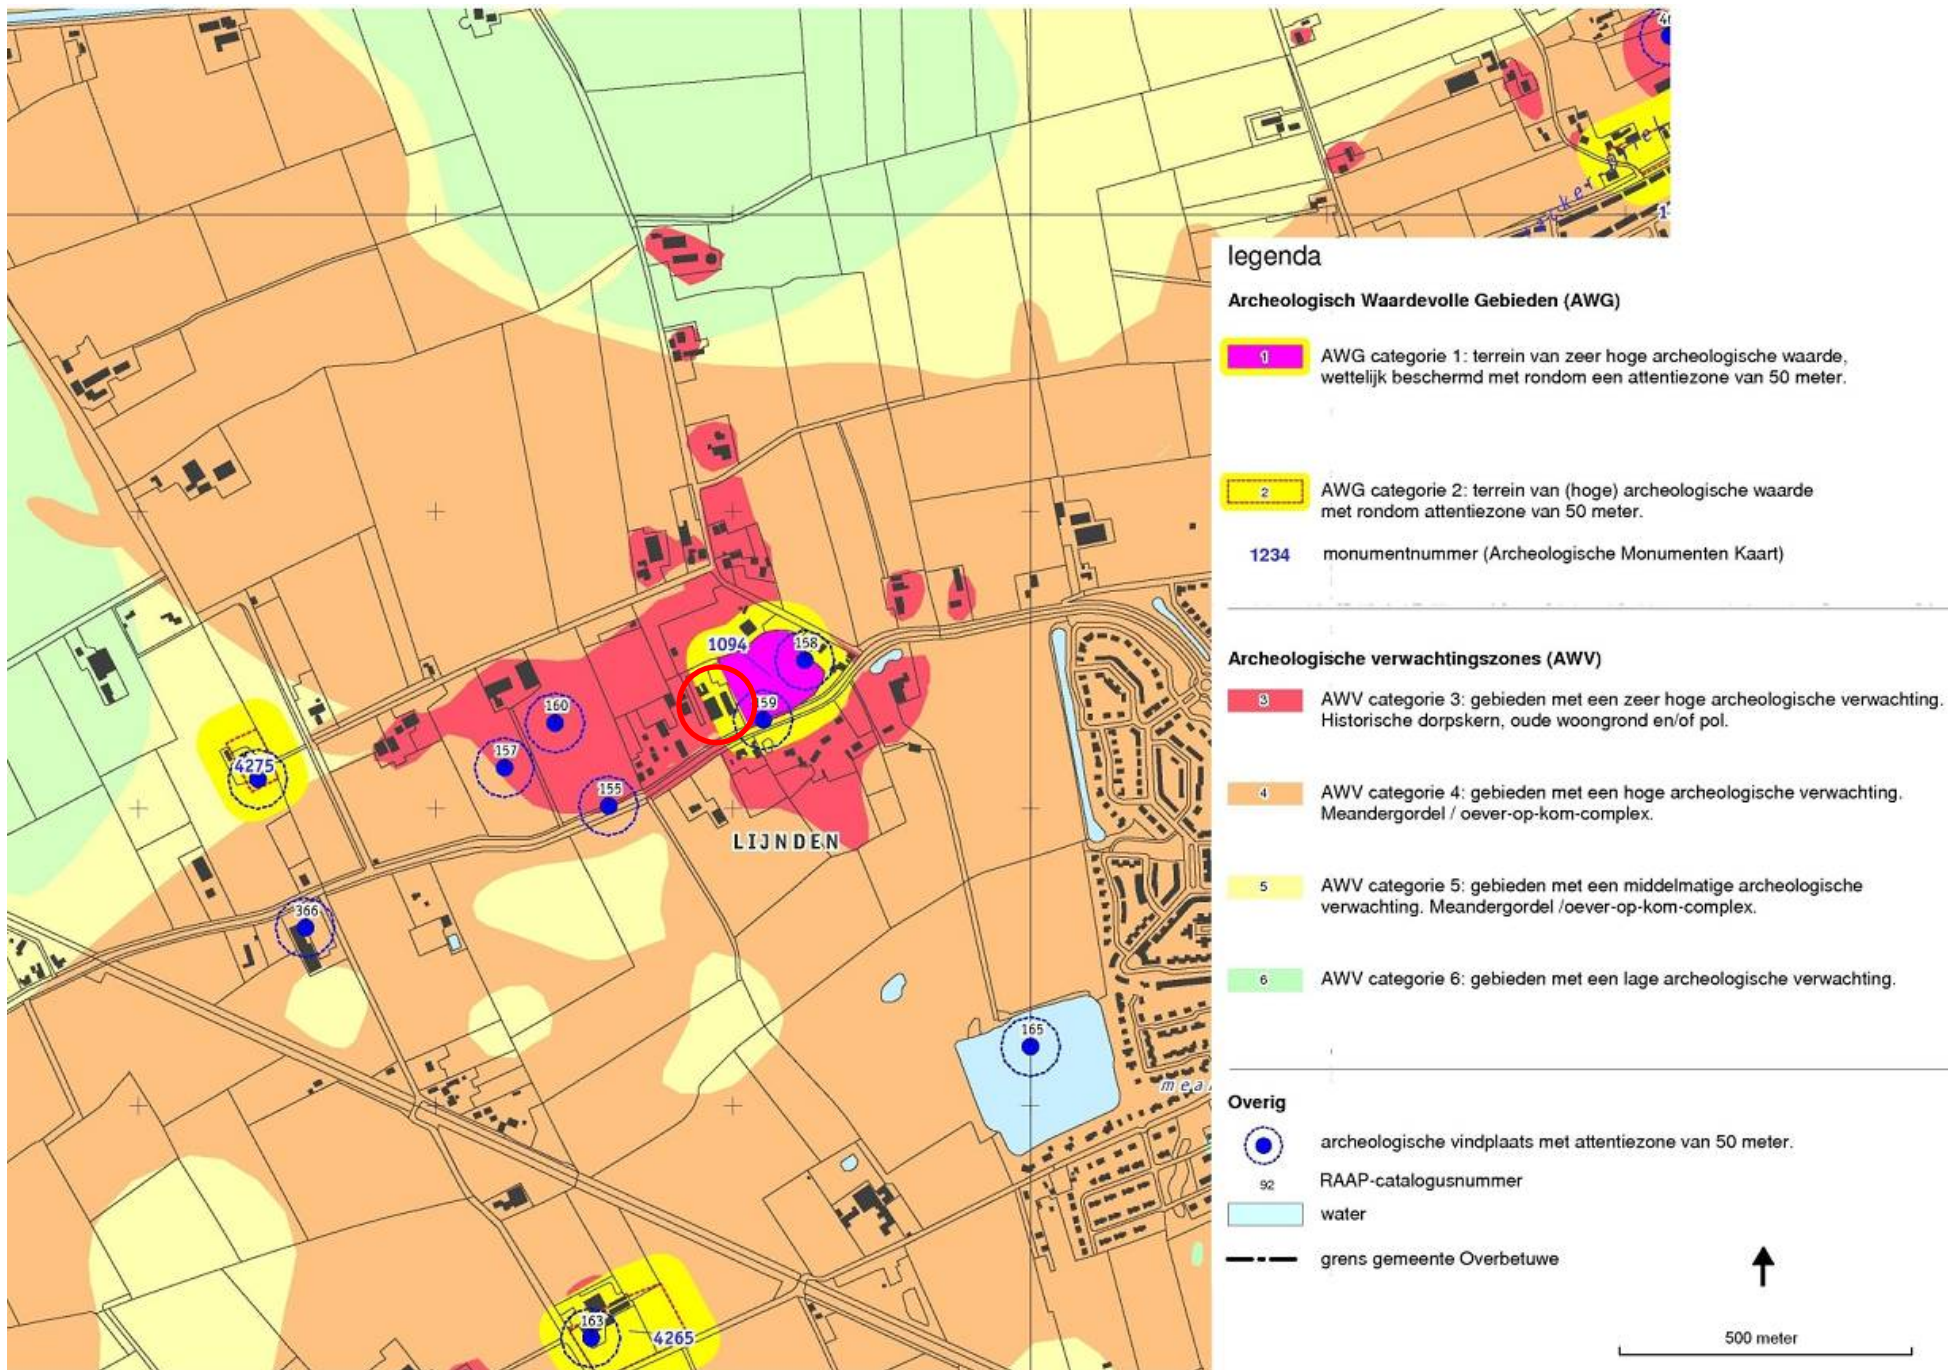 1094
158
159
160
157
155
4275
366
LIJNDEN
165
163
4265
legenda
Archeologisch Waardevolle Gebieden (AWG)
1
AWG categorie 1: terrein van zeer hoge archeologische waarde,
wettelijk beschermd met rondom een attentiezone van 50 meter.
2
AWG categorie 2: terrein van (hoge) archeologische waarde
met rondom attentiezone van 50 meter.
1234
monumentnummer (Archeologische Monumenten Kaart)
Archeologische verwachtingszones (AWV)
3
AWV categorie 3: gebieden met een zeer hoge archeologische verwachting.
Historische dorpskern, oude woongrond en/of pol.
4
AWV categorie 4: gebieden met een hoge archeologische verwachting.
Meandergordel / oever-op-kom-complex.
5
AWV categorie 5: gebieden met een middelmatige archeologische
verwachting. Meandergordel /oever-op-kom-complex.
6
AWV categorie 6: gebieden met een lage archeologische verwachting.
Overig
archeologische vindplaats met attentiezone van 50 meter.
92
RAAP-catalogusnummer
water
grens gemeente Overbetuwe
500 meter